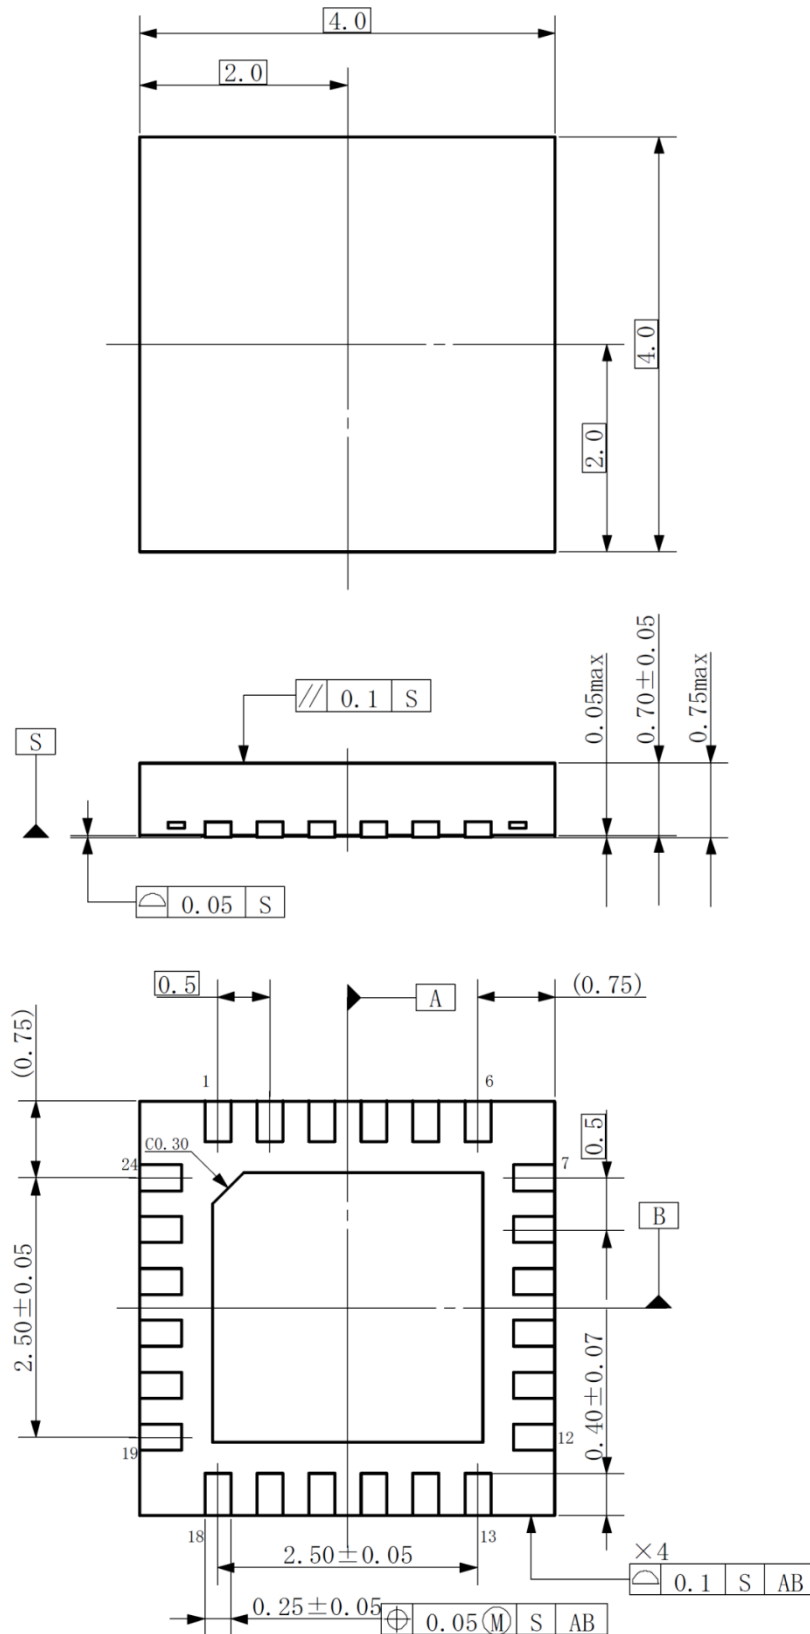 4.0
2.0
4.0
2.0
// 0.1 S
S
0.05max
0.70±0.05
0.75max
⌓ 0.05 S
0.5
A
(0.75)
(0.75)
1
6
C0.30
24
7
0.5
B
2.50±0.05
0.40±0.07
19
12
18
13
2.50±0.05
×4
⌓ 0.1 S AB
0.25±0.05
⌖ 0.05 Ⓜ S AB